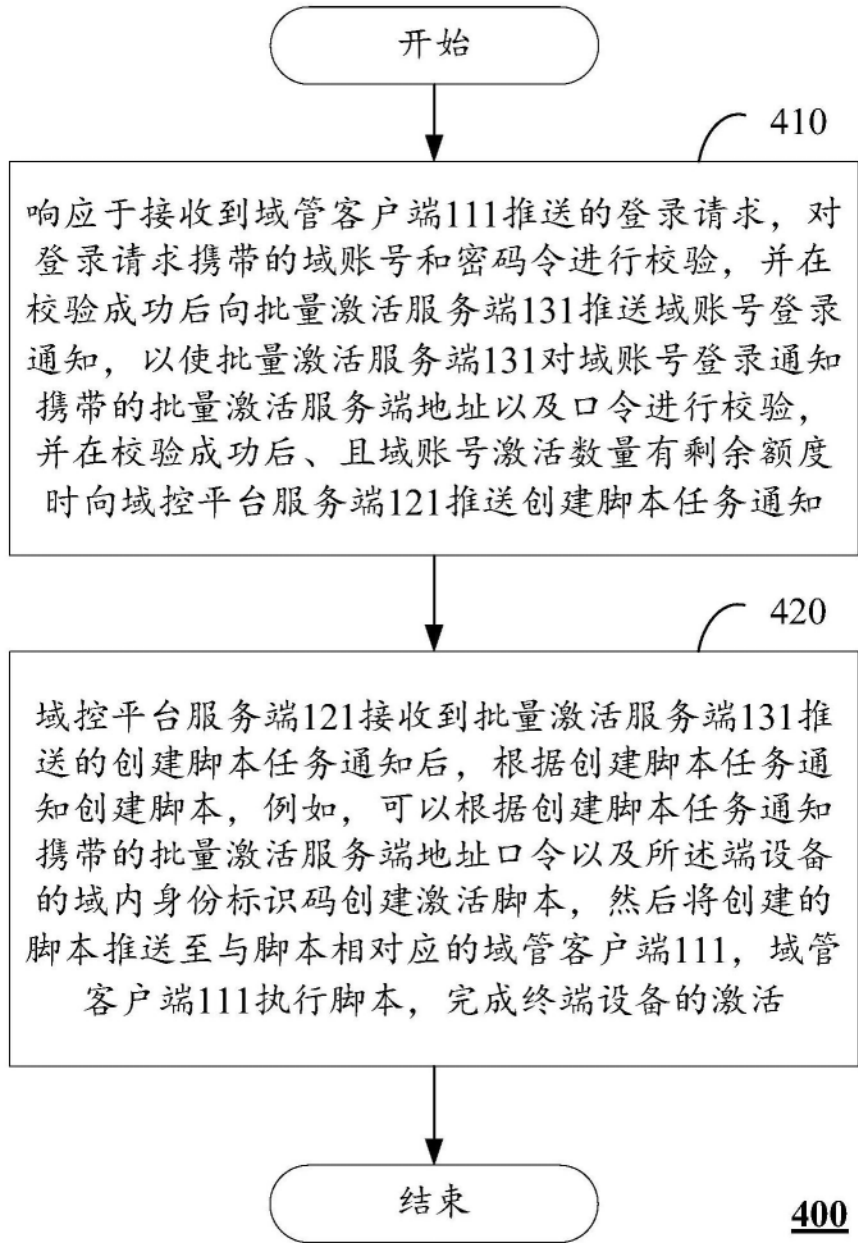 开始
410
响应于接收到域管客户端111推送的登录请求，对
登录请求携带的域账号和密码令进行校验，并在
校验成功后向批量激活服务端131推送域账号登录
通知，以使批量激活服务端131对域账号登录通知
携带的批量激活服务端地址以及口令进行校验，
并在校验成功后、且域账号激活数量有剩余额度
时向域控平台服务端121推送创建脚本任务通知
420
域控平台服务端121接收到批量激活服务端131推
送的创建脚本任务通知后，根据创建脚本任务通
知创建脚本，例如，可以根据创建脚本任务通知
携带的批量激活服务端地址口令以及所述端设备
的域内身份标识码创建激活脚本，然后将创建的
脚本推送至与脚本相对应的域管客户端111，域管
客户端111执行脚本，完成终端设备的激活
结束
400